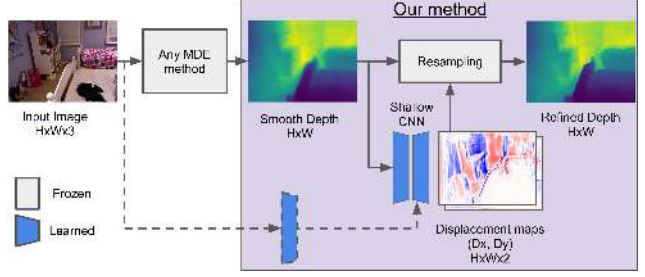 Our method
Any MDE
method
Resampling
Input Image
HxWx3
Smooth Depth
HxW
Shallow
CNN
Refined Depth
HxW
Frozen
Learned
Displacement maps
(Dx, Dy)
HxWx2